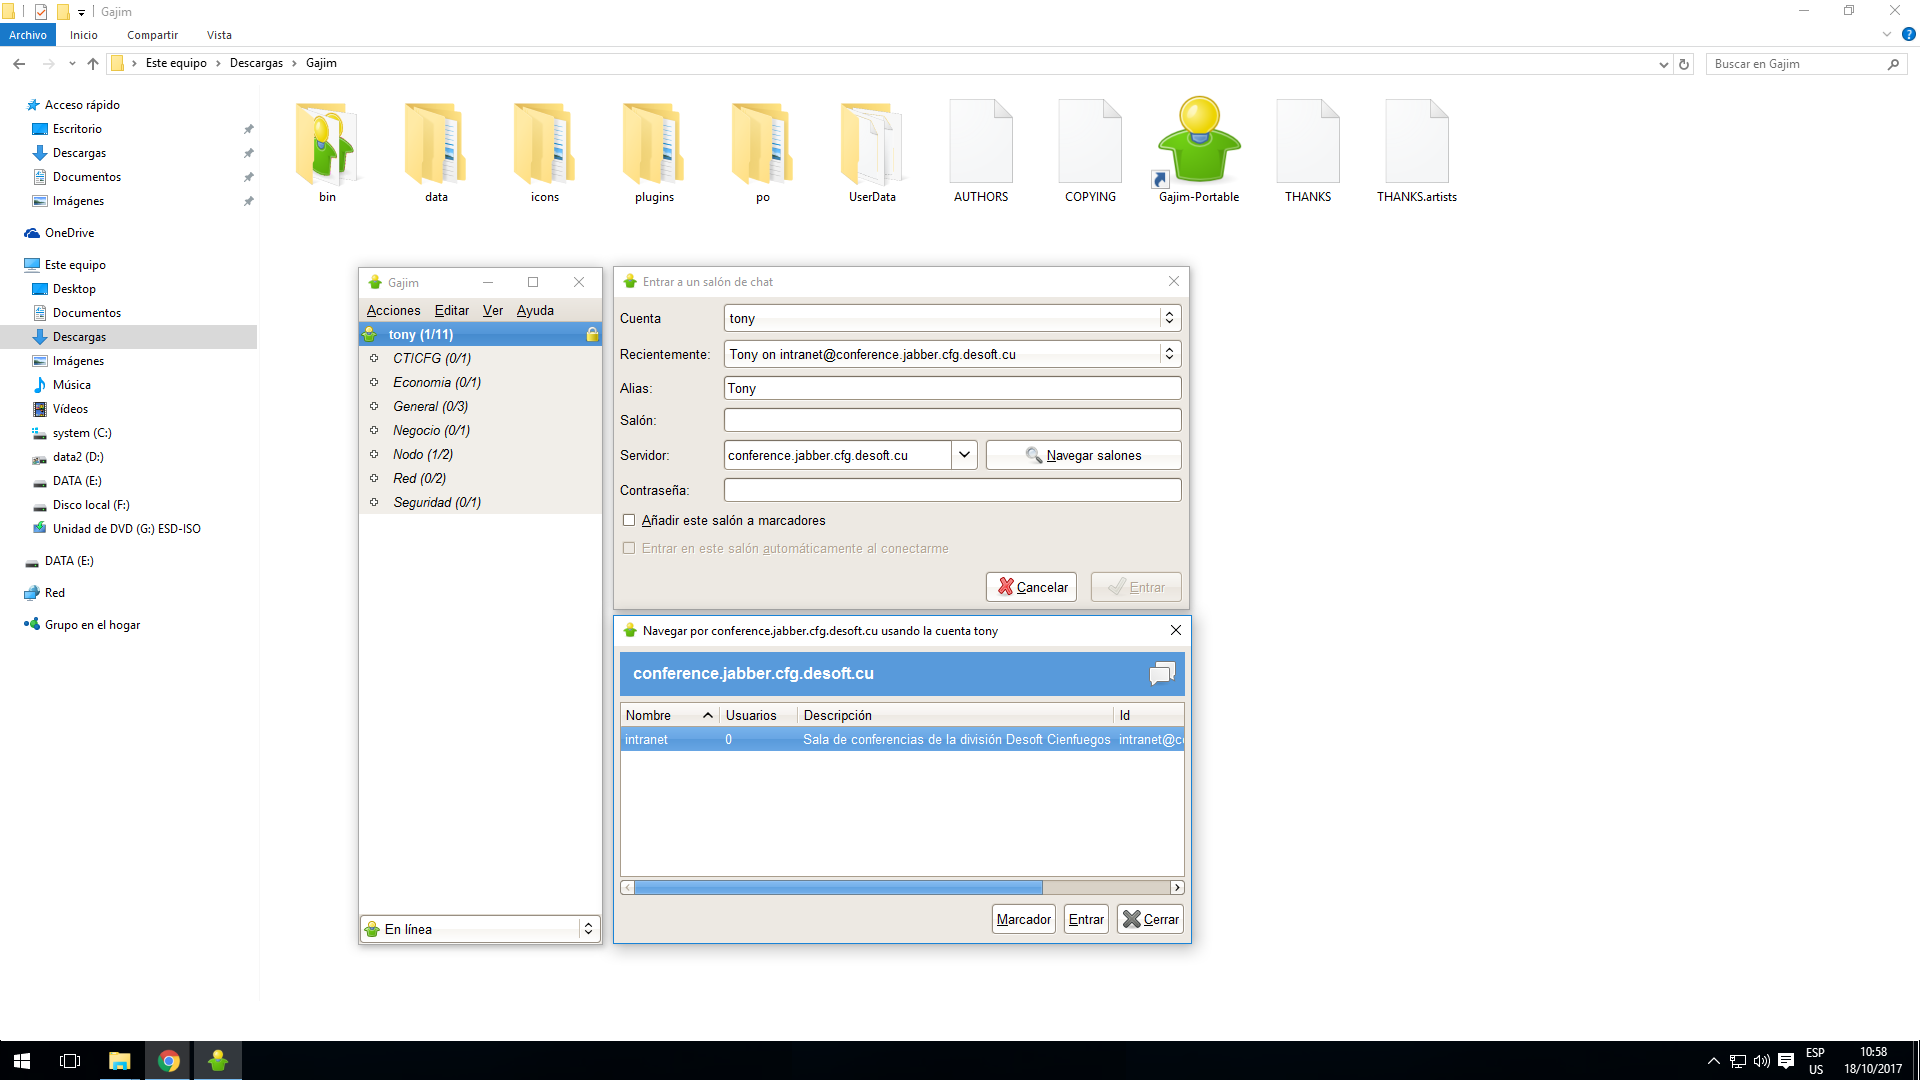 Gajim
Archivo Inicio Compartir Vista
Este equipo Descargas Gajim
Buscar en Gajim
Acceso rápido
Escritorio
Descargas
Documentos
Imágenes
OneDrive
Este equipo
Desktop
Documentos
Descargas
Imágenes
Música
Vídeos
system (C:)
data2 (D:)
DATA (E:)
Disco local (F:)
Unidad de DVD (G:) ESD-ISO
DATA (E:)
Red
Grupo en el hogar
bin data icons plugins po UserData AUTHORS COPYING Gajim-Portable THANKS THANKS.artists
Gajim
Acciones Editar Ver Ayuda
tony (1/11)
CTICFG (0/1)
Economia (0/1)
General (0/3)
Negocio (0/1)
Nodo (1/2)
Red (0/2)
Seguridad (0/1)
En línea
Entrar a un salón de chat
Cuenta tony
Recientemente: Tony on intranet@conference.jabber.cfg.desoft.cu
Alias: Tony
Salón:
Servidor: conference.jabber.cfg.desoft.cu Navegar salones
Contraseña:
Añadir este salón a marcadores
Entrar en este salón automáticamente al conectarme
Cancelar Entrar
Navegar por conference.jabber.cfg.desoft.cu usando la cuenta tony
conference.jabber.cfg.desoft.cu
Nombre Usuarios Descripción Id
intranet 0 Sala de conferencias de la división Desoft Cienfuegos intranet@c
Marcador Entrar Cerrar
ESP
US
10:58
18/10/2017